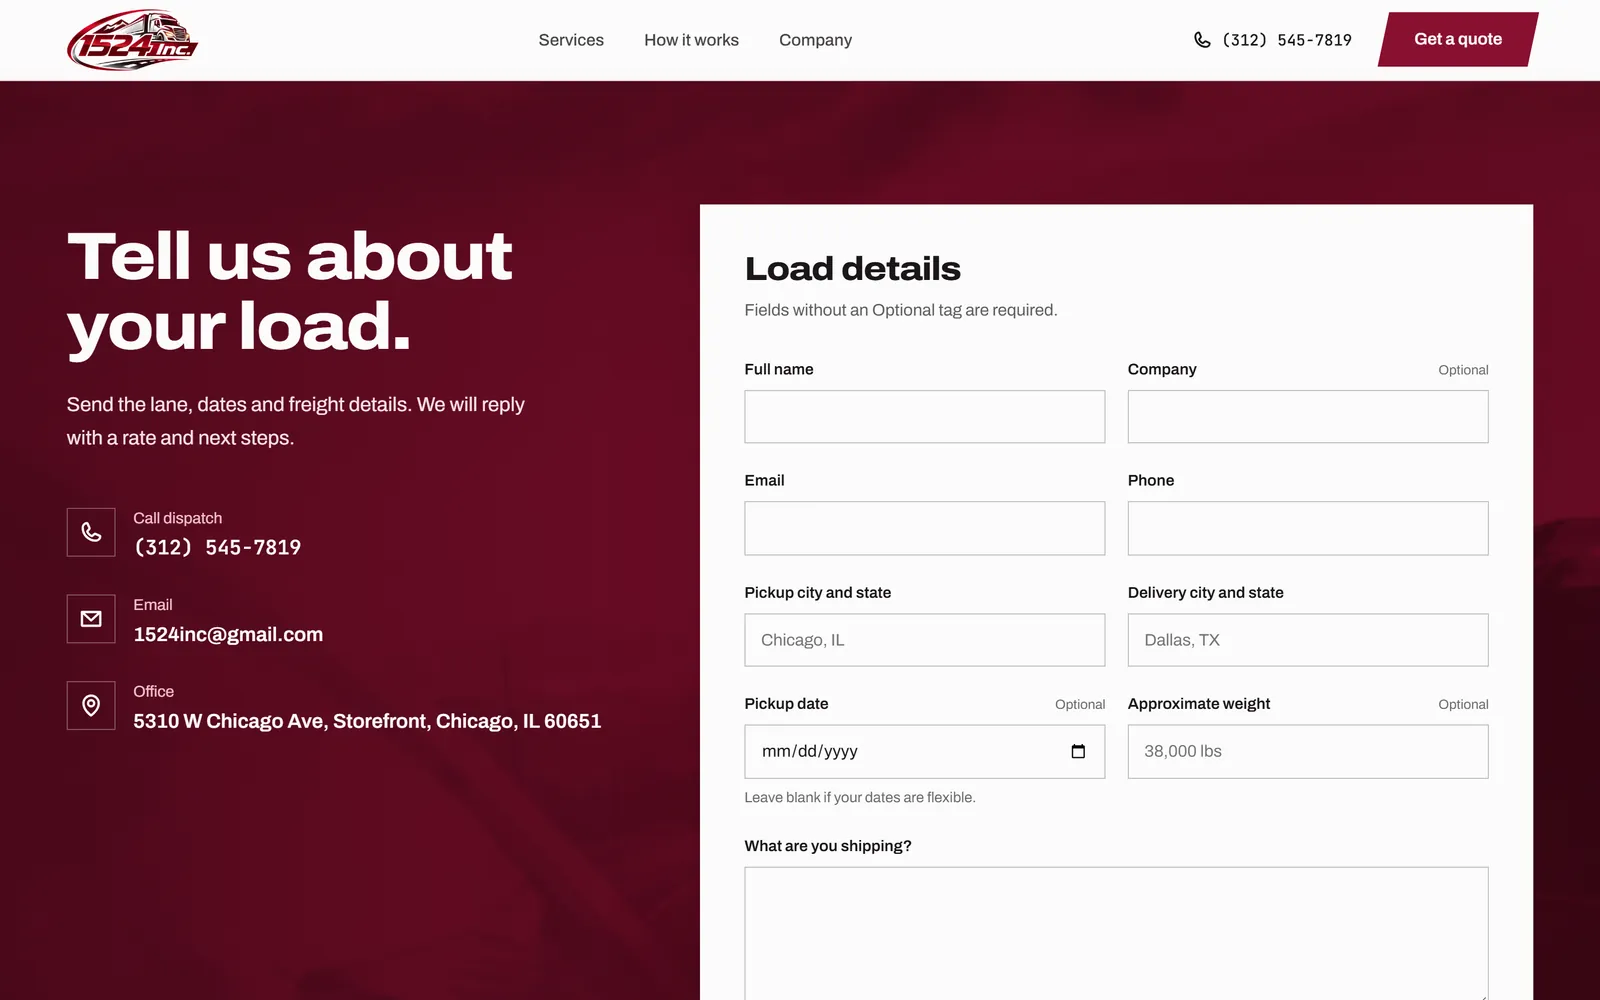 1524 Inc.
Services
How it works
Company
(312) 545-7819
Get a quote
Tell us about
your load.
Send the lane, dates and freight details. We will reply
with a rate and next steps.
Call dispatch
(312) 545-7819
Email
1524inc@gmail.com
Office
5310 W Chicago Ave, Storefront, Chicago, IL 60651
Load details
Fields without an Optional tag are required.
Full name
Company Optional
Email
Phone
Pickup city and state
Chicago, IL
Delivery city and state
Dallas, TX
Pickup date Optional
mm/dd/yyyy
Leave blank if your dates are flexible.
Approximate weight Optional
38,000 lbs
What are you shipping?